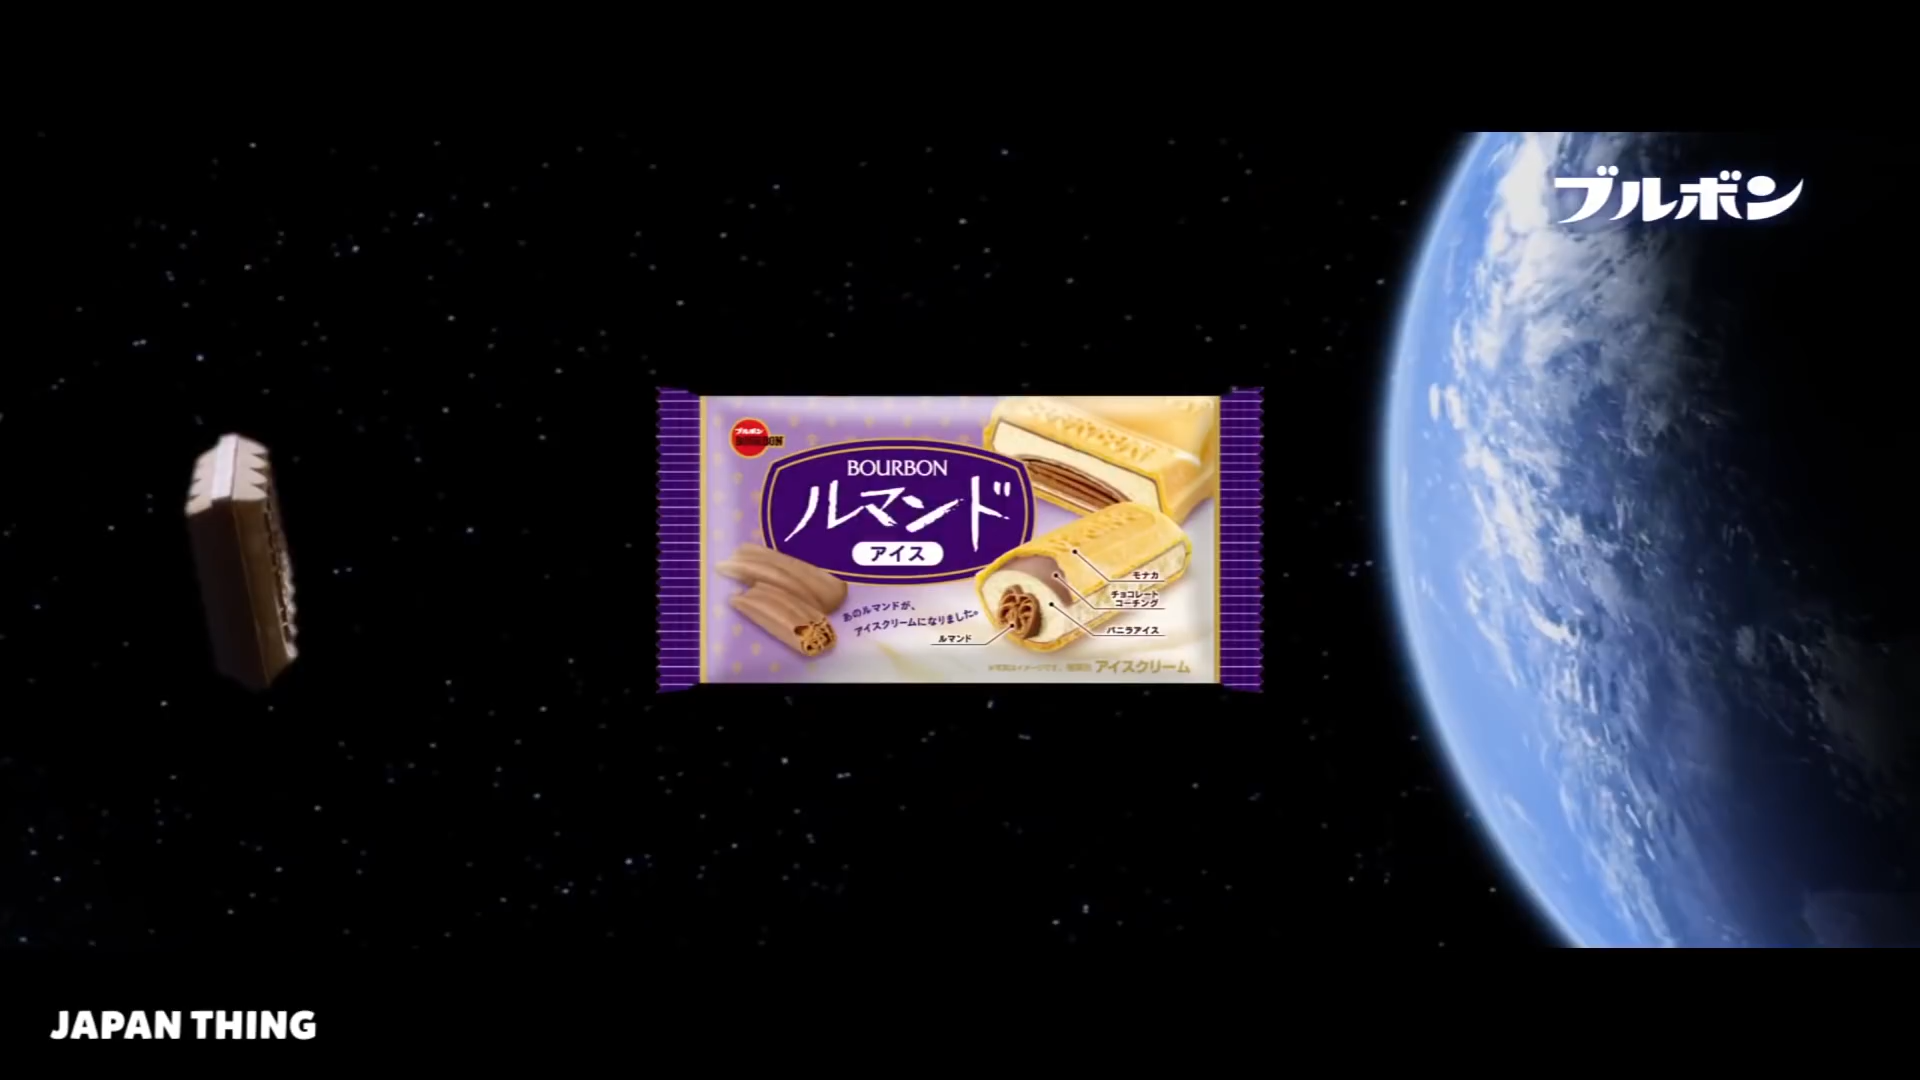 ブルボン
ブルボン
BOURBON
BOURBON
ルマンド
アイス
モナカ
チョコレート
コーチング
バニラアイス
ルマンド
あのルマンドが、
アイスクリームになりました。
アイスクリーム
JAPAN THING